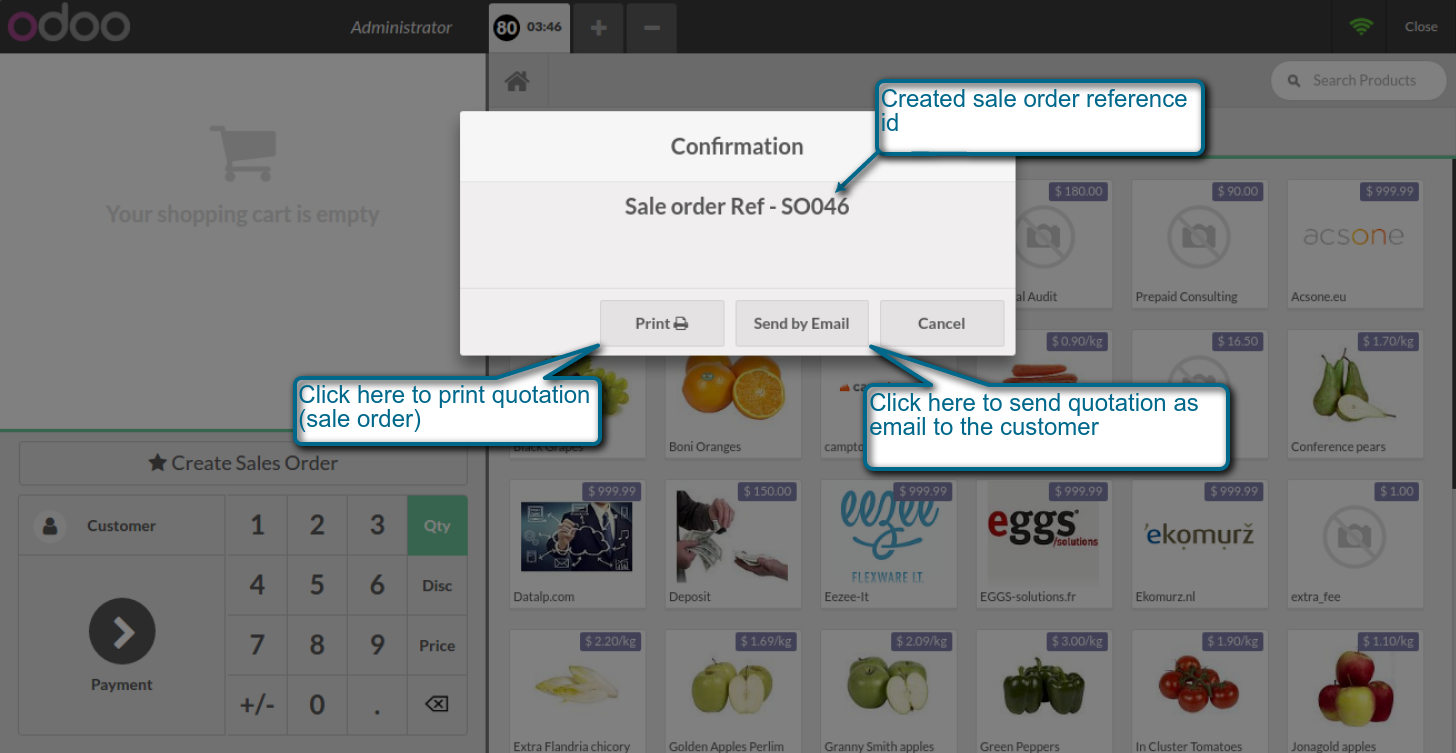 odoo
Administrator
80 03:46
Close
Search Products
Created sale order reference
id
Confirmation
Sale order Ref - SO046
Print
Send by Email
Cancel
Click here to print quotation
(sale order)
Click here to send quotation as
email to the customer
Your shopping cart is empty
$ 180.00
$ 90.00
$ 999.99
acsone
al Audit
Prepaid Consulting
Acsone.eu
$ 0.90/kg
$ 16.50
$ 1.70/kg
Black Grapes
Boni Oranges
campto
Conference pears
Create Sales Order
Customer
1 2 3 Qty
4 5 6 Disc
7 8 9 Price
+/- 0 .
Payment
$ 999.99
$ 150.00
$ 999.99
$ 999.99
$ 999.99
$ 1.00
eezee
FLEXWARE I.T.
eggs
/solutions
ekomurž
Datalp.com
Deposit
Eezee-It
EGGS-solutions.fr
Ekomurz.nl
extra_fee
$ 2.20/kg
$ 1.69/kg
$ 2.09/kg
$ 3.00/kg
$ 1.90/kg
$ 1.10/kg
Extra Flandria chicory
Golden Apples Perlim
Granny Smith apples
Green Peppers
In Cluster Tomatoes
Jonagold apples